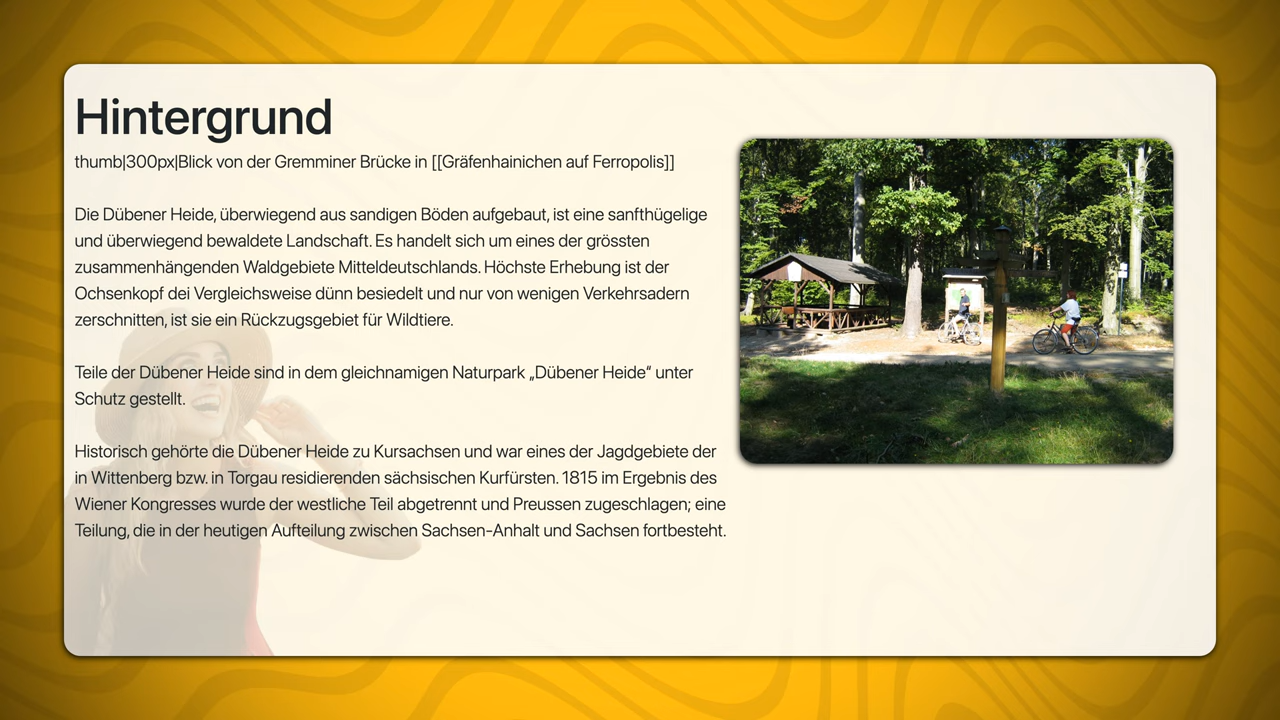 Hintergrund
thumb|300px|Blick von der Gremminer Brücke in [[Gräfenhainichen auf Ferropolis]]
Die Dübener Heide, überwiegend aus sandigen Böden aufgebaut, ist eine sanfthügelige
und überwiegend bewaldete Landschaft. Es handelt sich um eines der grössten
zusammenhängenden Waldgebiete Mitteldeutschlands. Höchste Erhebung ist der
Ochsenkopf dei Vergleichsweise dünn besiedelt und nur von wenigen Verkehrsadern
zerschnitten, ist sie ein Rückzugsgebiet für Wildtiere.
Teile der Dübener Heide sind in dem gleichnamigen Naturpark „Dübener Heide“ unter
Schutz gestellt.
Historisch gehörte die Dübener Heide zu Kursachsen und war eines der Jagdgebiete der
in Wittenberg bzw. in Torgau residierenden sächsischen Kurfürsten. 1815 im Ergebnis des
Wiener Kongresses wurde der westliche Teil abgetrennt und Preussen zugeschlagen; eine
Teilung, die in der heutigen Aufteilung zwischen Sachsen-Anhalt und Sachsen fortbesteht.